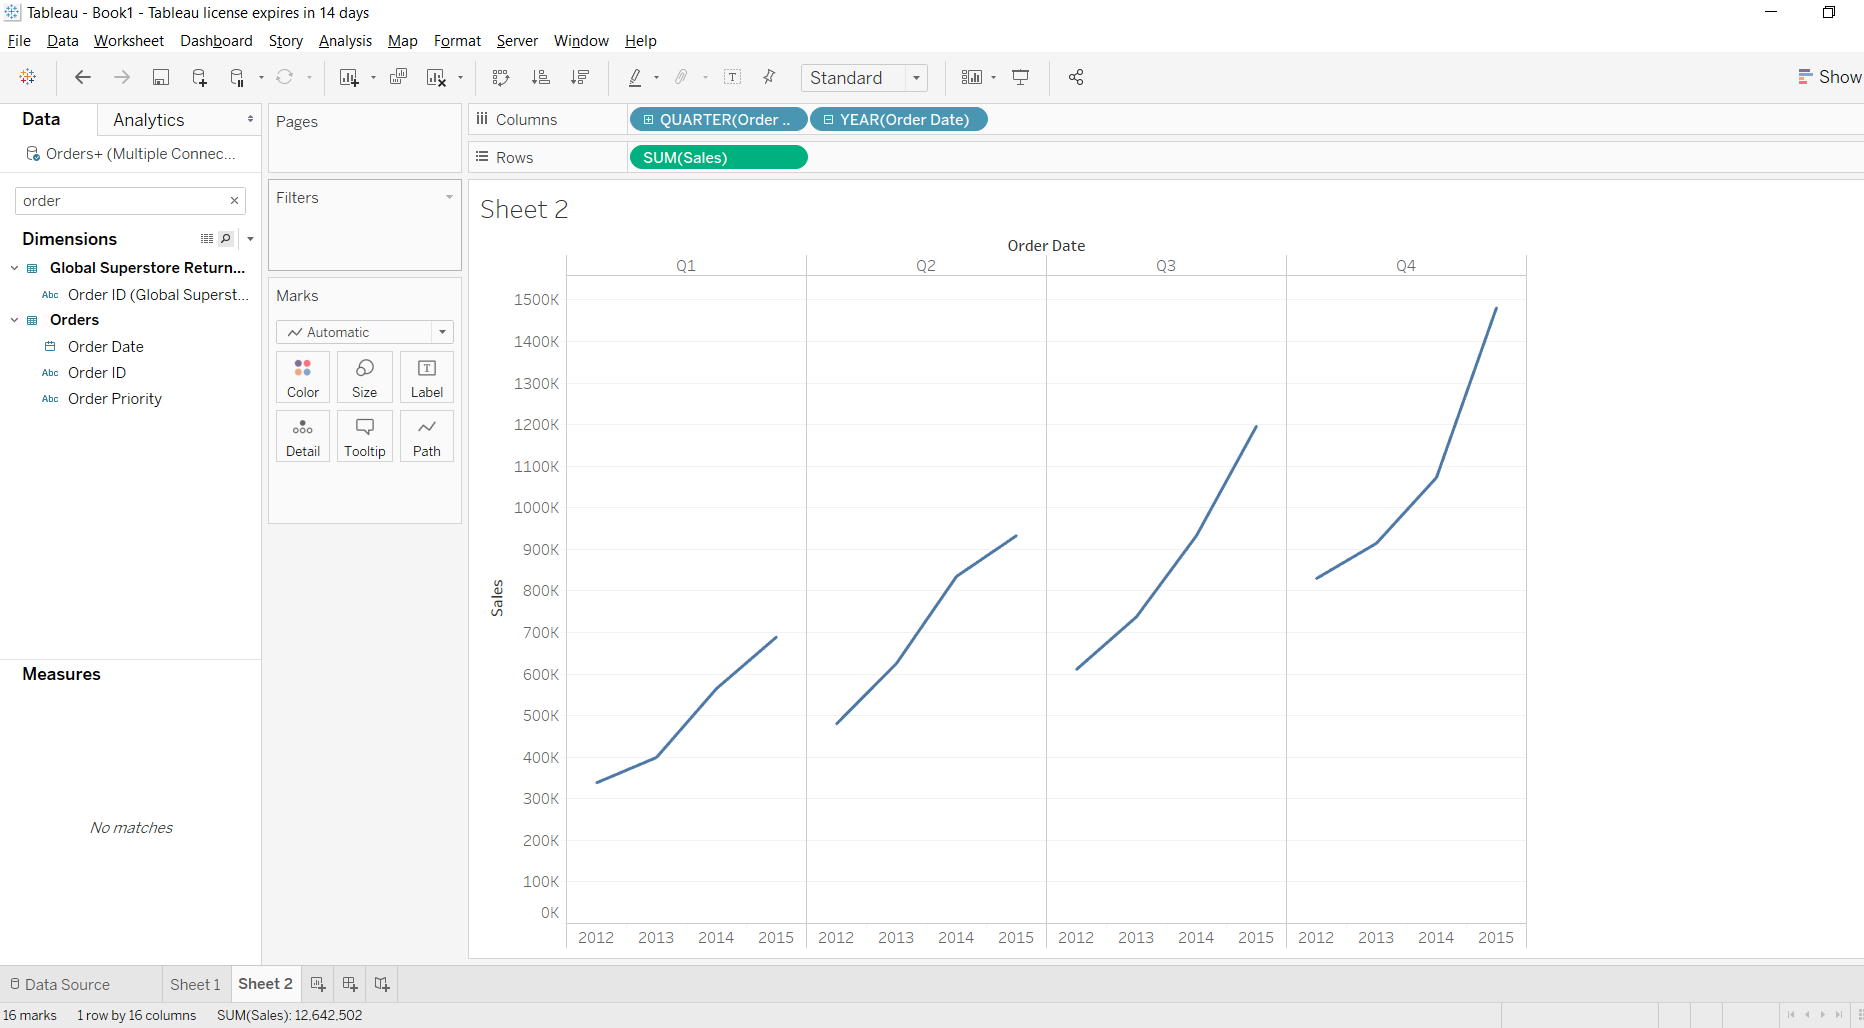 Tableau - Book1 - Tableau license expires in 14 days
File Data Worksheet Dashboard Story Analysis Map Format Server Window Help
Standard
Show
Data Analytics
Orders+ (Multiple Connec...
order
Dimensions
Global Superstore Return...
Abc Order ID (Global Superst...
Orders
Order Date
Abc Order ID
Abc Order Priority
Measures
No matches
Pages
Filters
Marks
Automatic
Color Size Label
Detail Tooltip Path
Columns QUARTER(Order .. YEAR(Order Date)
Rows SUM(Sales)
Sheet 2
Order Date
Q1 Q2 Q3 Q4
1500K
1400K
1300K
1200K
1100K
1000K
900K
800K
700K
600K
500K
400K
300K
200K
100K
0K
Sales
2012 2013 2014 2015 2012 2013 2014 2015 2012 2013 2014 2015 2012 2013 2014 2015
Data Source Sheet 1 Sheet 2
16 marks 1 row by 16 columns SUM(Sales): 12,642,502